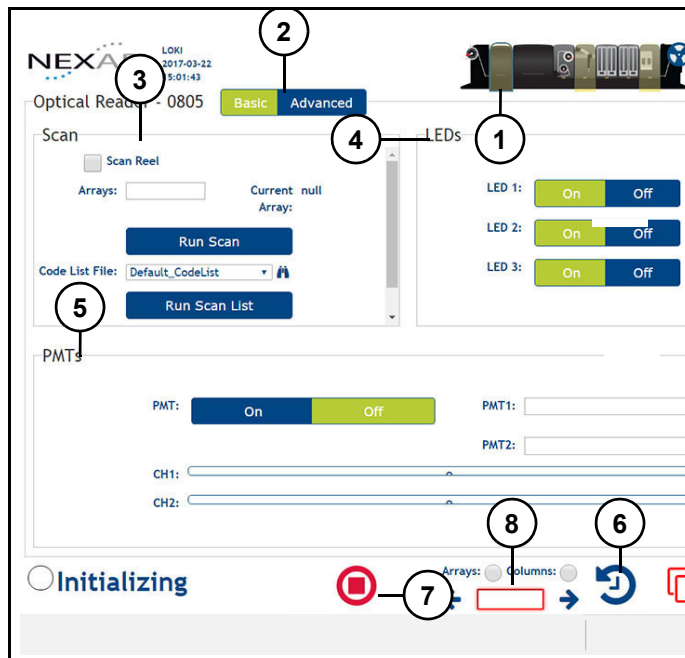 NEXA
LOKI
2017-03-22
15:01:43
2
3
1
4
Optical Reader - 0805
Basic Advanced
Scan
LEDs
Scan Reel
Arrays:
Current null
Array:
LED 1: On Off
Run Scan
LED 2: On Off
Code List File: Default_CodeList
LED 3: On Off
Run Scan List
5
PMTs
PMT: On Off
PMT1:
PMT2:
CH1:
CH2:
8
6
Arrays: Columns:
Initializing
7